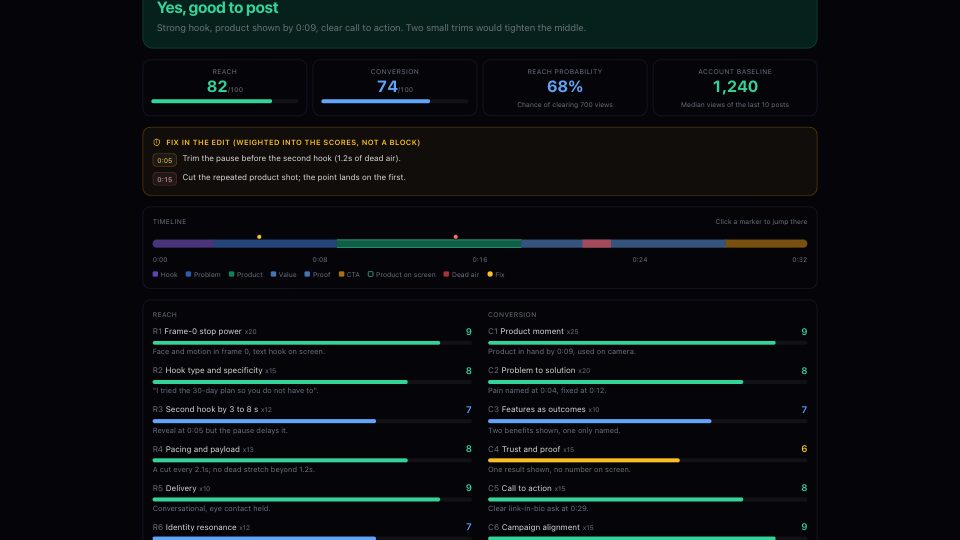 Yes, good to post
Strong hook, product shown by 0:09, clear call to action. Two small trims would tighten the middle.
REACH
82/100
CONVERSION
74/100
REACH PROBABILITY
68%
Chance of clearing 700 views
ACCOUNT BASELINE
1,240
Median views of the last 10 posts
FIX IN THE EDIT (WEIGHTED INTO THE SCORES, NOT A BLOCK)
0:05 Trim the pause before the second hook (1.2s of dead air).
0:15 Cut the repeated product shot; the point lands on the first.
TIMELINE
Click a marker to jump there
0:00 0:08 0:16 0:24 0:32
Hook Problem Product Value Proof CTA Product on screen Dead air Fix
REACH
R1 Frame-0 stop power x20 9
Face and motion in frame 0, text hook on screen.
R2 Hook type and specificity x15 8
"I tried the 30-day plan so you do not have to".
R3 Second hook by 3 to 8 s x12 7
Reveal at 0:05 but the pause delays it.
R4 Pacing and payload x13 8
A cut every 2.1s; no dead stretch beyond 1.2s.
R5 Delivery x10 9
Conversational, eye contact held.
R6 Identity resonance x12 7
CONVERSION
C1 Product moment x25 9
Product in hand by 0:09, used on camera.
C2 Problem to solution x20 8
Pain named at 0:04, fixed at 0:12.
C3 Features as outcomes x10 7
Two benefits shown, one only named.
C4 Trust and proof x15 6
One result shown, no number on screen.
C5 Call to action x15 8
Clear link-in-bio ask at 0:29.
C6 Campaign alignment x15 9